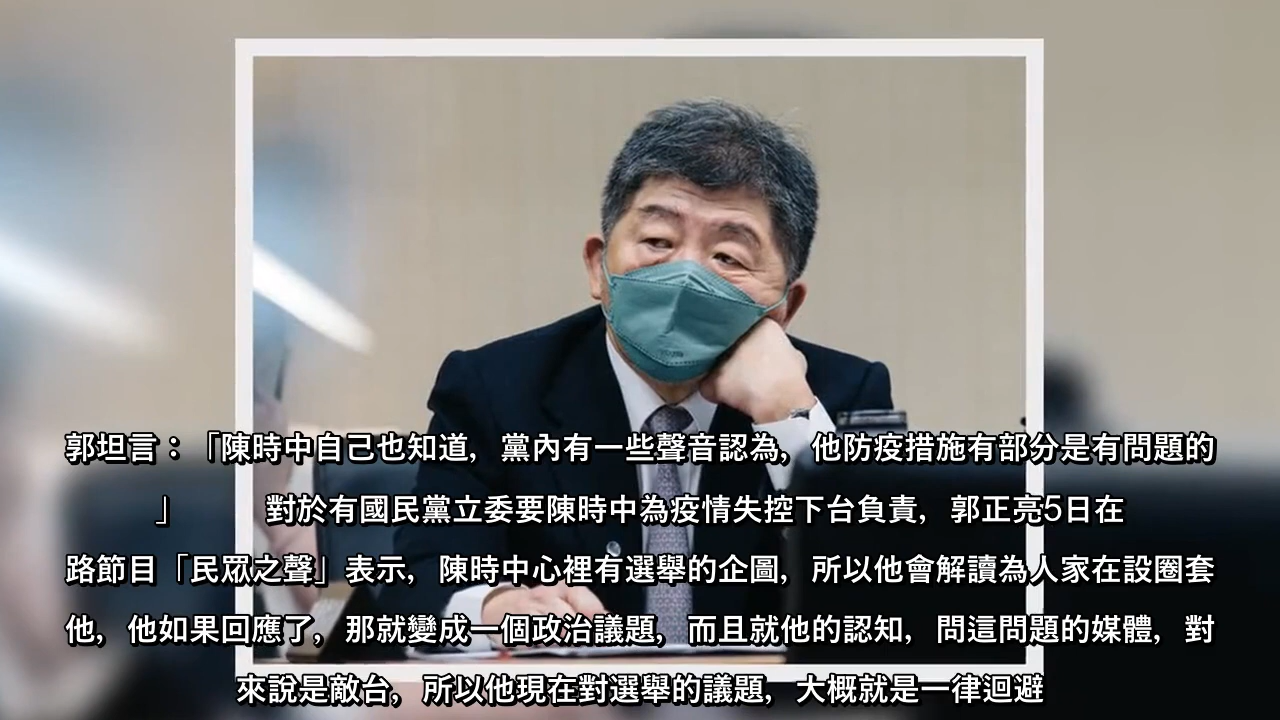 郭坦言：「陳時中自己也知道，黨內有一些聲音認為，他防疫措施有部分是有問題的
」 對於有國民黨立委要陳時中為疫情失控下台負責，郭正亮5日在
路節目「民眾之聲」表示，陳時中心裡有選舉的企圖，所以他會解讀為人家在設圈套
他，他如果回應了，那就變成一個政治議題，而且就他的認知，問這問題的媒體，對
來說是敵台，所以他現在對選舉的議題，大概就是一律迴避